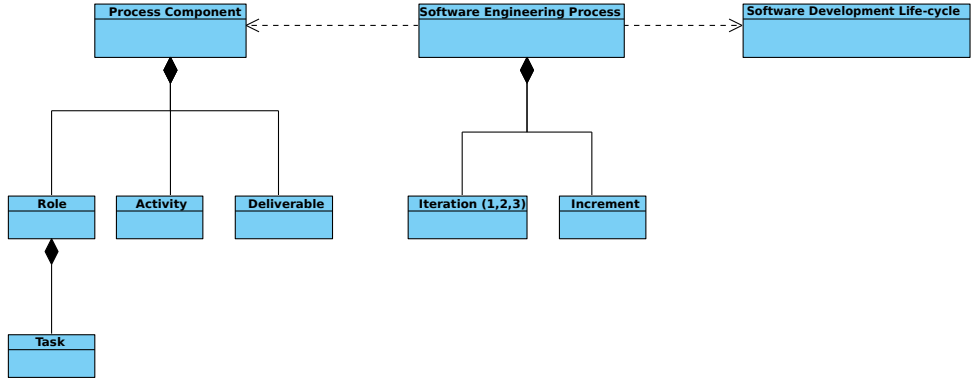 Process Component
Software Engineering Process
Software Development Life-cycle
Role
Activity
Deliverable
Iteration (1,2,3)
Increment
Task